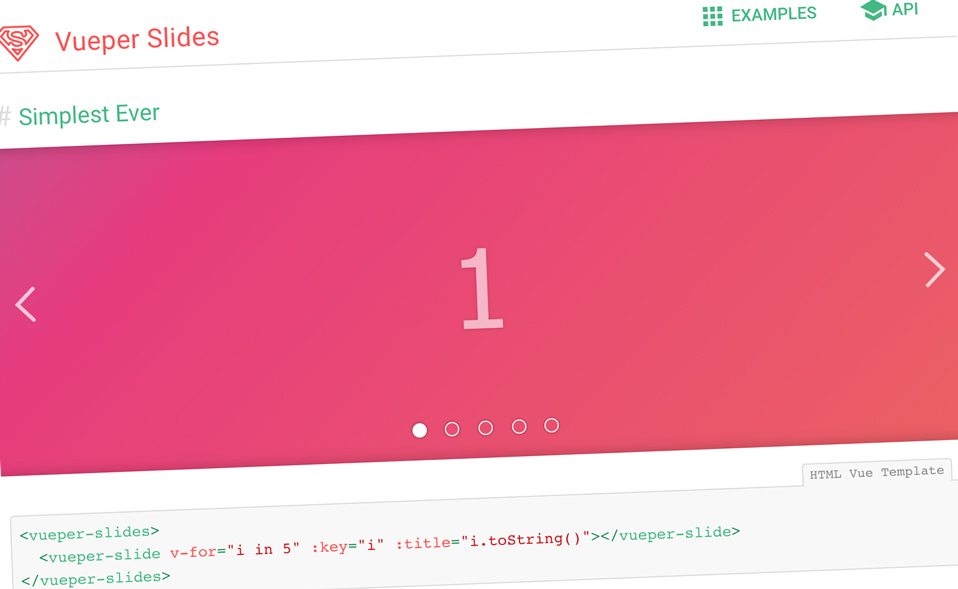 Vueper Slides
EXAMPLES
API
# Simplest Ever
1
HTML Vue Template
<vueper-slides>
  <vueper-slide v-for="i in 5" :key="i" :title="i.toString()"></vueper-slide>
</vueper-slides>